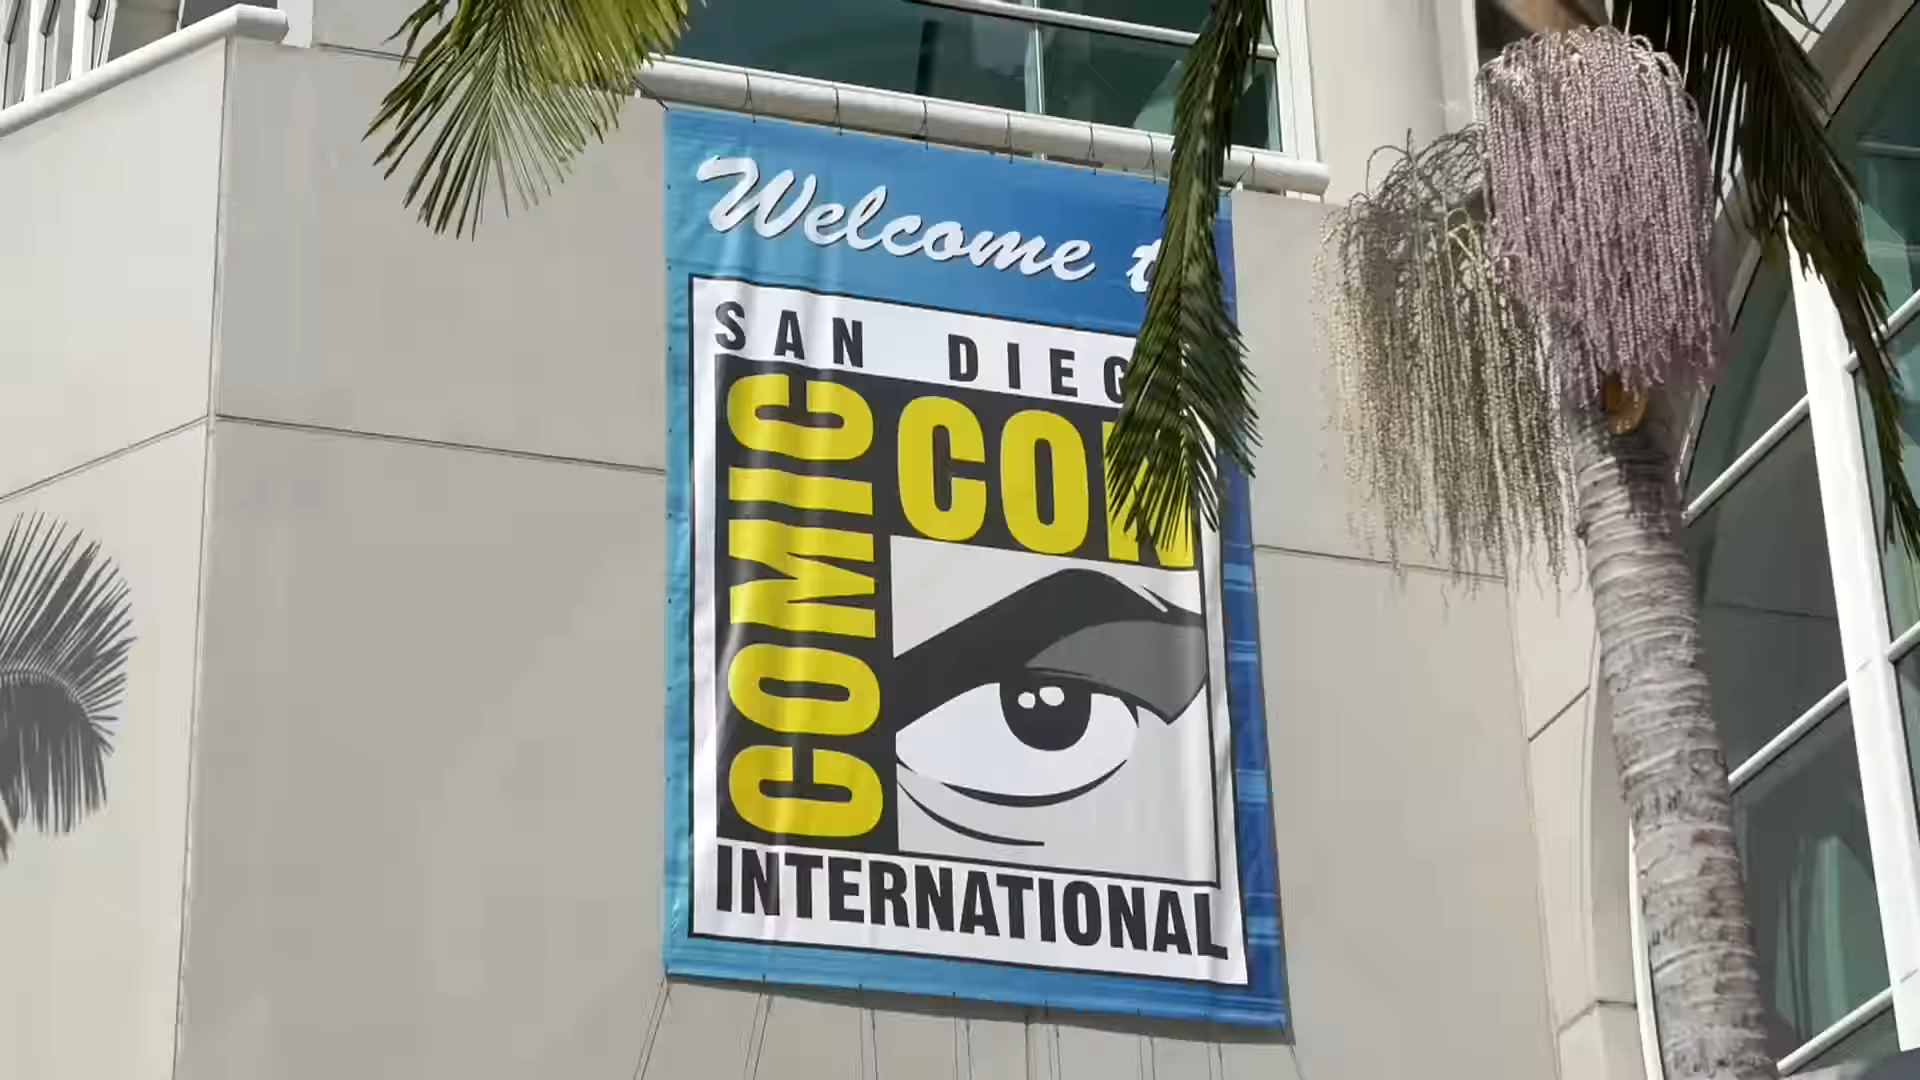 Welcome t
SAN DIEG
COMIC
CON
INTERNATIONAL